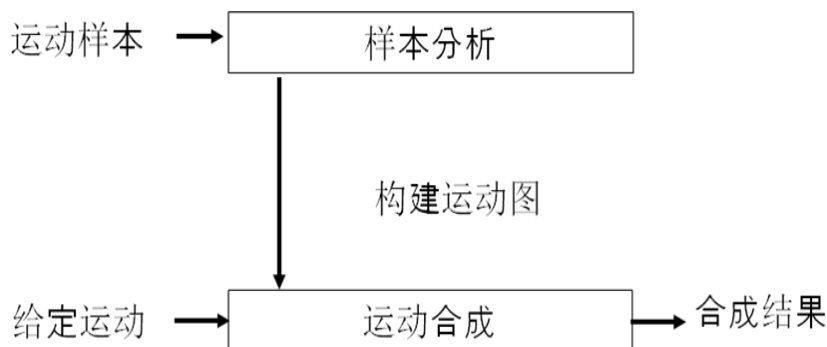 运动样本
样本分析
构建运动图
给定运动
运动合成
合成结果